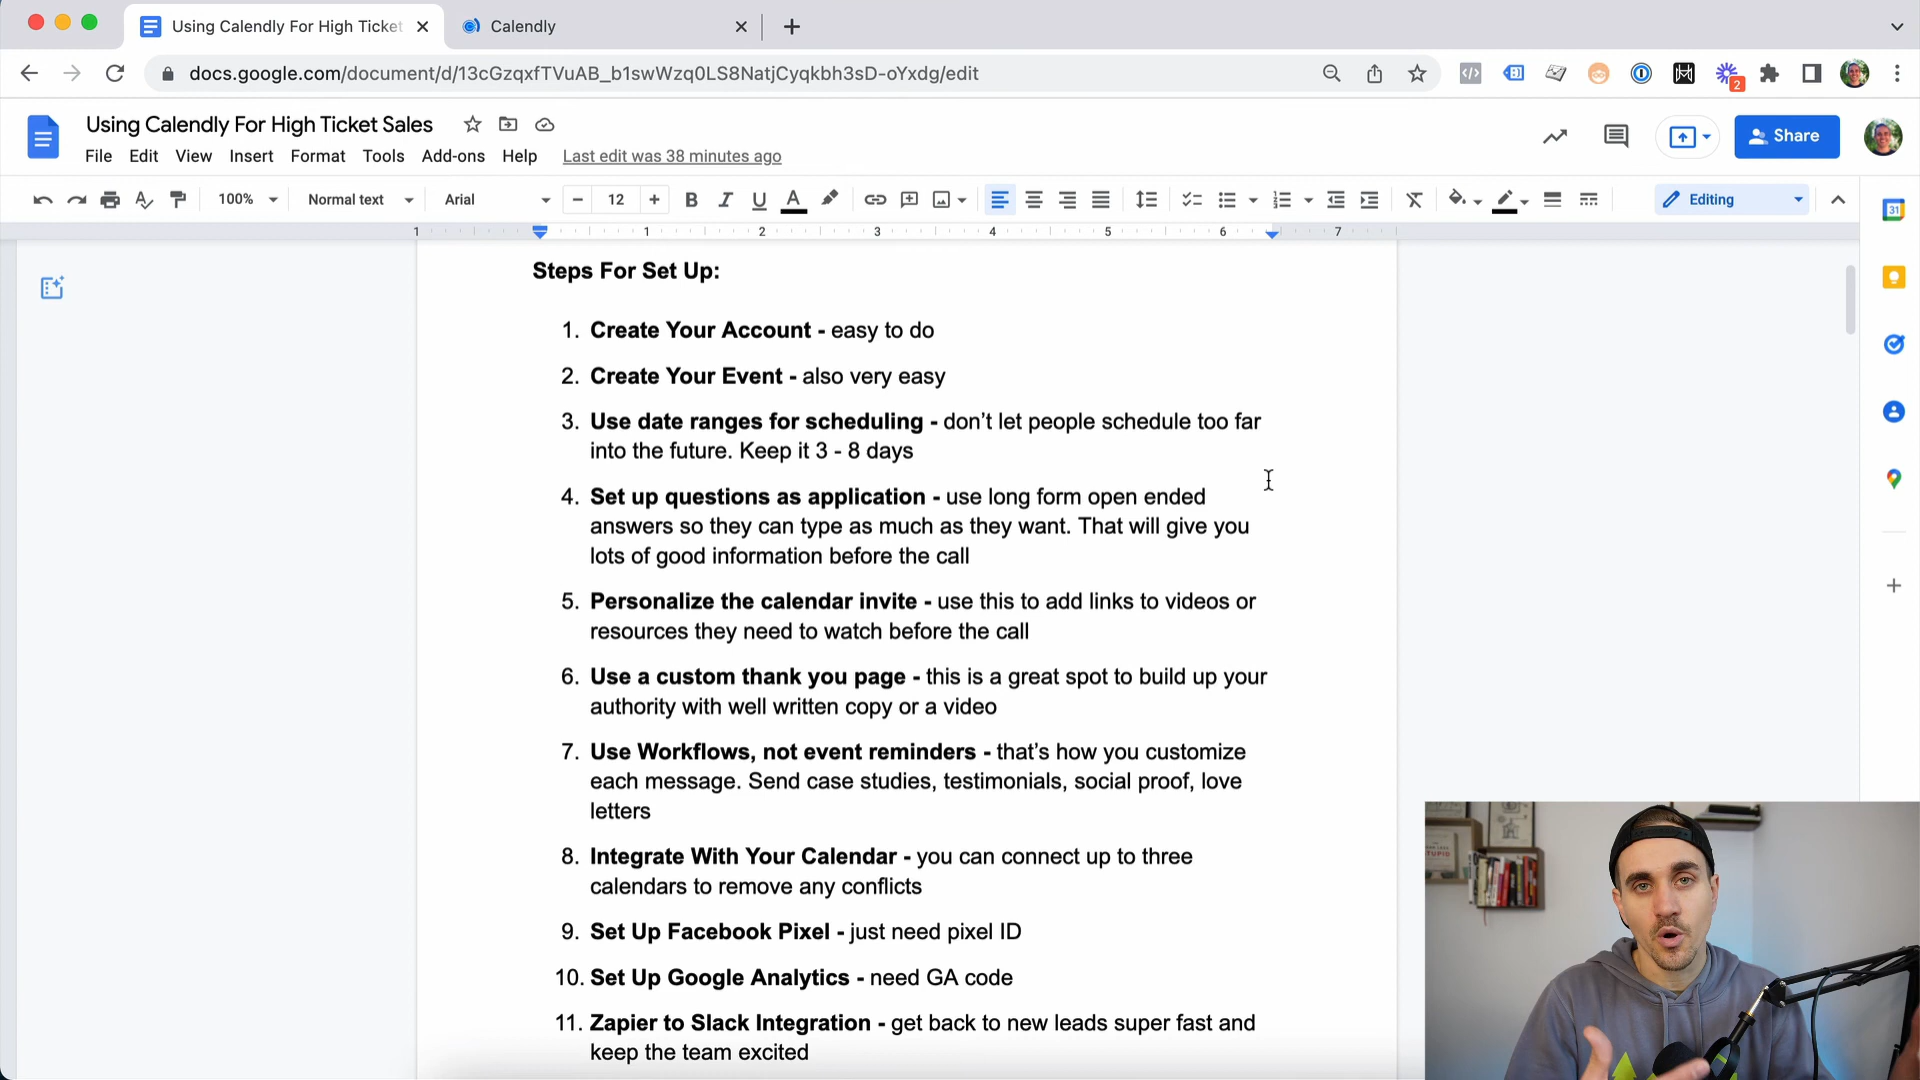 Using Calendly For High Ticket
Calendly
docs.google.com/document/d/13cGzqxfTVuAB_b1swWzq0LS8NatjCyqkbh3sD-oYxdg/edit
2
Using Calendly For High Ticket Sales
File Edit View Insert Format Tools Add-ons Help Last edit was 38 minutes ago
Share
100% Normal text Arial 12 Editing
31
1 1 2 3 4 5 6 7
Steps For Set Up:
1. Create Your Account - easy to do
2. Create Your Event - also very easy
3. Use date ranges for scheduling - don’t let people schedule too far
into the future. Keep it 3 - 8 days
4. Set up questions as application - use long form open ended
answers so they can type as much as they want. That will give you
lots of good information before the call
5. Personalize the calendar invite - use this to add links to videos or
resources they need to watch before the call
6. Use a custom thank you page - this is a great spot to build up your
authority with well written copy or a video
7. Use Workflows, not event reminders - that’s how you customize
each message. Send case studies, testimonials, social proof, love
letters
8. Integrate With Your Calendar - you can connect up to three
calendars to remove any conflicts
9. Set Up Facebook Pixel - just need pixel ID
10. Set Up Google Analytics - need GA code
11. Zapier to Slack Integration - get back to new leads super fast and
keep the team excited